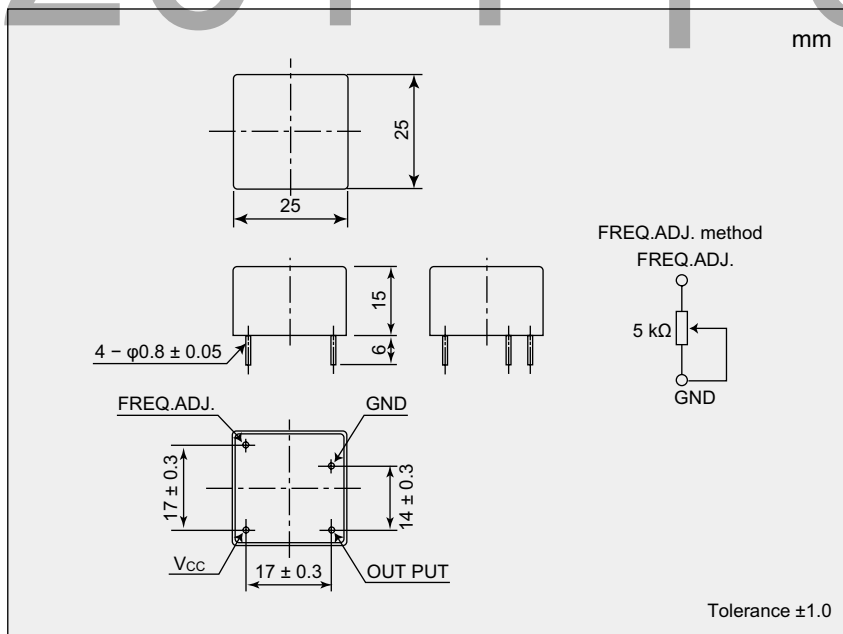 mm
25
25
FREQ.ADJ. method
FREQ.ADJ.
5 kΩ
GND
15
6
4 − φ0.8 ± 0.05
FREQ.ADJ.
GND
17 ± 0.3
14 ± 0.3
Vcc
17 ± 0.3
OUT PUT
Tolerance ±1.0